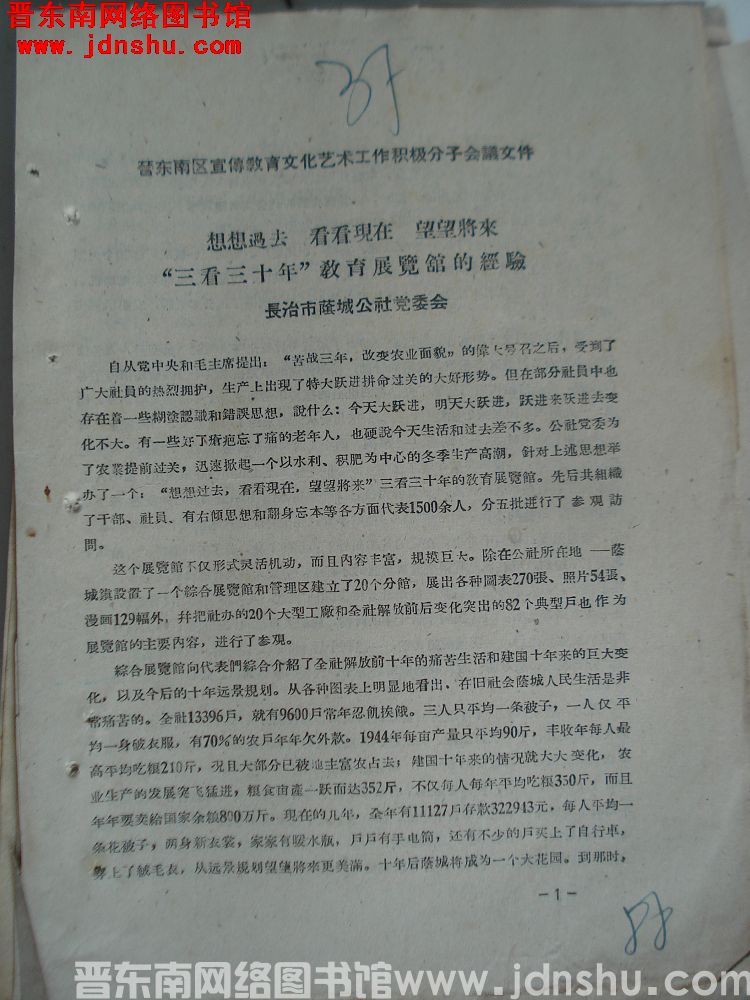 晋东南网络图书馆
www.jdnshu.com
37
晉东南区宣傳敎育文化艺术工作积极分子会議文件
想想過去　看看現在　望望將來
“三看三十年”敎育展覽舘的經驗
長治市蔭城公社党委会
自从党中央和毛主席提出：“苦战三年，改变农业面貌”的偉大号召之后，受到了
广大社員的热烈拥护，生产上出現了特大跃进拼命过关的大好形势。但在部分社員中也
存在着一些糊塗認識和錯誤思想，說什么：今天大跃进，明天大跃进，跃进来跃进去变
化不大。有一些好了瘡疤忘了痛的老年人，也硬說今天生活和过去差不多。公社党委为
了农業提前过关，迅速掀起一个以水利、积肥为中心的冬季生产高潮，針对上述思想举
办了一个：“想想过去，看看現在，望望將来”三看三十年的敎育展覽舘。先后共組織
了干部、社員、有右傾思想和翻身忘本等各方面代表1500余人，分五批进行了参观訪
問。
这个展覽舘不仅形式灵活机动，而且內容丰富，規模巨大。除在公社所在地——蔭
城鎭設置了一个綜合展覽舘和管理区建立了20个分舘，展出各种圖表270張、照片54張、
漫画129幅外，幷把社办的20个大型工廠和全社解放前后变化突出的82个典型戶也作为
展覽舘的主要內容，进行了参观。
綜合展覽舘向代表們綜合介紹了全社解放前十年的痛苦生活和建国十年来的巨大变
化，以及今后的十年远景規划。从各种图表上明显地看出，在旧社会蔭城人民生活是非
常痛苦的。全社13396戶，就有9600戶常年忍飢挨餓。三人只平均一条被子，一人仅平
均一身破衣服，有70%的农戶年年欠外款。1944年每亩产量只平均90斤，丰收年每人最
高平均吃粮210斤，况且大部分已被地主富农占去；建国十年来的情况就大大变化，农
业生产的发展突飞猛进，粮食亩產一跃而达352斤，不仅每人每年平均吃粮350斤，而且
年年要卖給国家余粮800万斤。現在的几年，全年有11127戶存款322943元，每人平均一
条花被子，两身新衣裳，家家有暖水瓶，戶戶有手电筒，还有不少的戶买上了自行車，
穿上了絨毛衣，从远景規划望望將來更美滿。十年后蔭城将成为一个大花园。到那时，
—1—
晋东南网络图书馆www.jdnshu.com